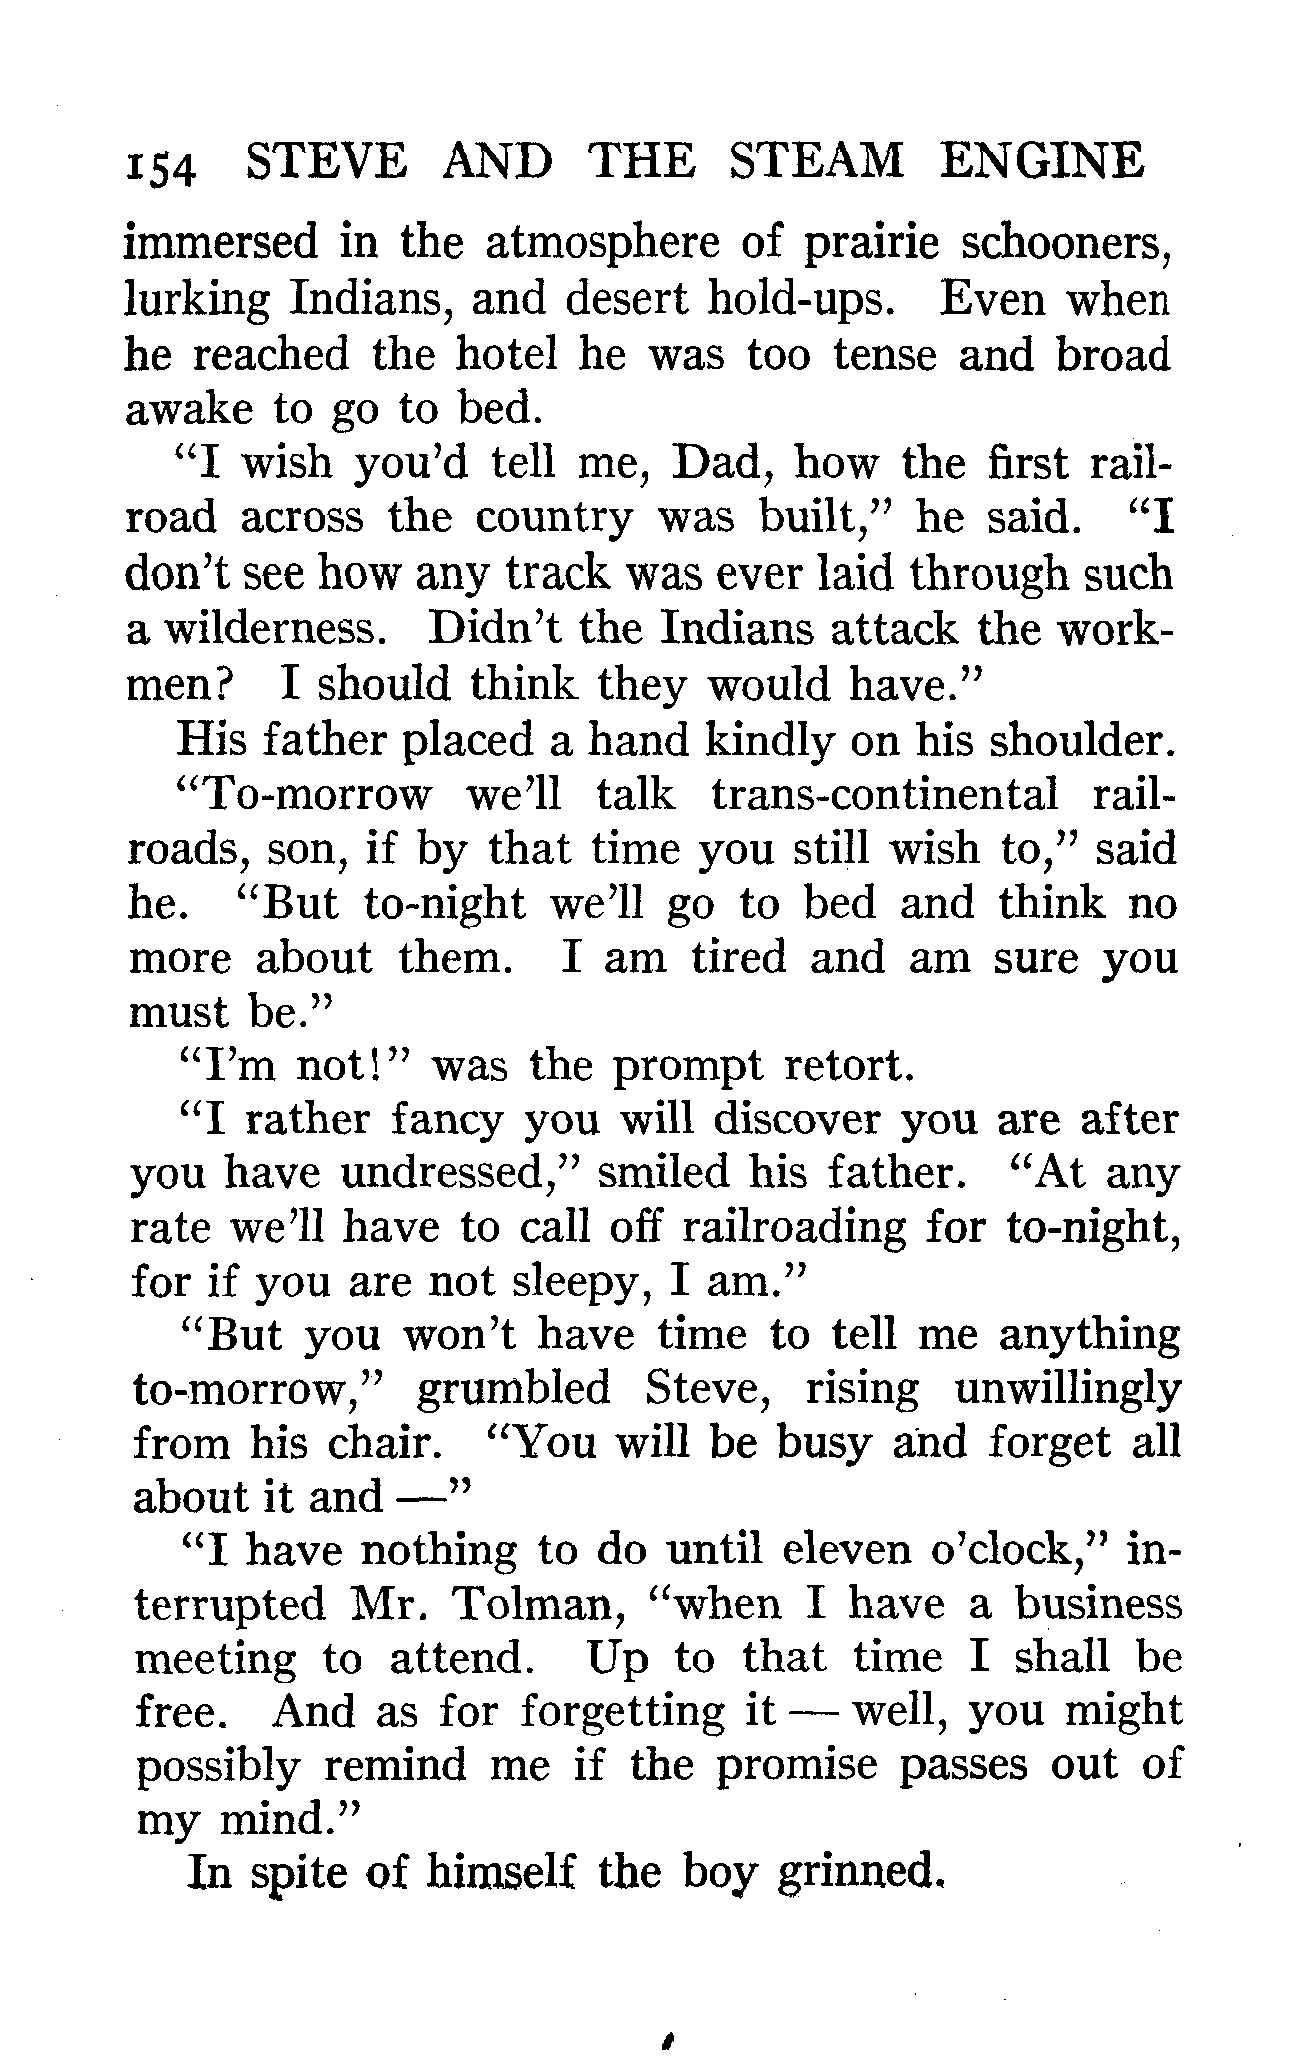 154 STEVE AND THE STEAM ENGINE
immersed in the atmosphere of prairie schooners,
lurking Indians, and desert hold-ups. Even when
he reached the hotel he was too tense and broad
awake to go to bed.
“I wish you’d tell me, Dad, how the first rail-
road across the country was built,” he said. “I
don’t see how any track was ever laid through such
a wilderness. Didn’t the Indians attack the work-
men? I should think they would have.”
His father placed a hand kindly on his shoulder.
“To-morrow we’ll talk trans-continental rail-
roads, son, if by that time you still wish to,” said
he. “But to-night we’ll go to bed and think no
more about them. I am tired and am sure you
must be.”
“I’m not!” was the prompt retort.
“I rather fancy you will discover you are after
you have undressed,” smiled his father. “At any
rate we’ll have to call off railroading for to-night,
for if you are not sleepy, I am.”
“But you won’t have time to tell me anything
to-morrow,” grumbled Steve, rising unwillingly
from his chair. “You will be busy and forget all
about it and —”
“I have nothing to do until eleven o’clock,” in-
terrupted Mr. Tolman, “when I have a business
meeting to attend. Up to that time I shall be
free. And as for forgetting it — well, you might
possibly remind me if the promise passes out of
my mind.”
In spite of himself the boy grinned.